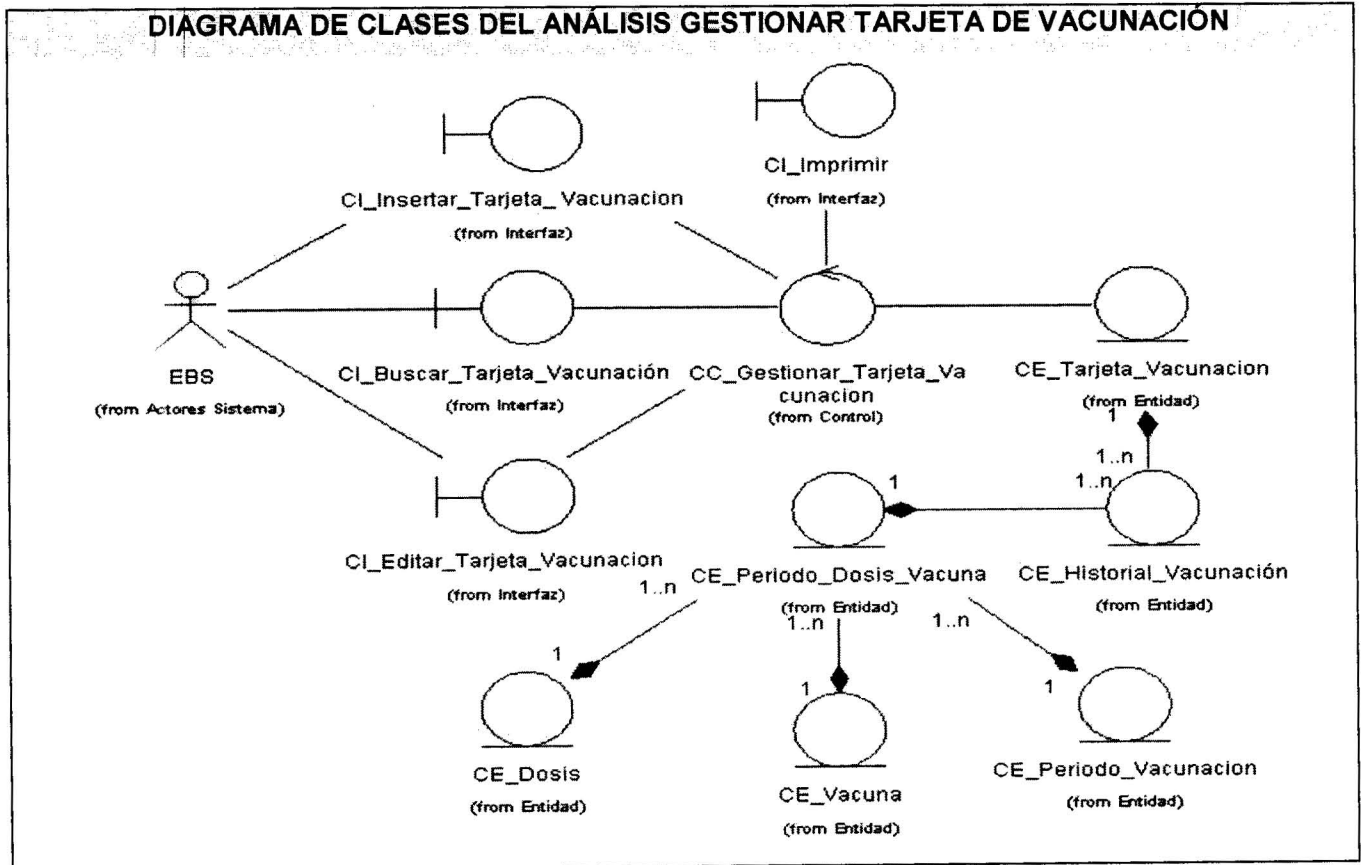 DIAGRAMA DE CLASES DEL ANÁLISIS GESTIONAR TARJETA DE VACUNACIÓN
CI_Imprimir
(from Interfaz)
CI_Insertar_Tarjeta_ Vacunacion
(from Interfaz)
EBS
(from Actores Sistema)
CI_Buscar_Tarjeta_Vacunación
(from Interfaz)
CC_Gestionar_Tarjeta_Va
cunacion
(from Control)
CE_Tarjeta_Vacunacion
(from Entidad)
1
1..n
1..n
1
CI_Editar_Tarjeta_Vacunacion
(from Interfaz)
CE_Periodo_Dosis_Vacuna
(from Entidad)
CE_Historial_Vacunación
(from Entidad)
1..n
1..n
1..n
1
1
1
CE_Dosis
(from Entidad)
CE_Vacuna
(from Entidad)
CE_Periodo_Vacunacion
(from Entidad)